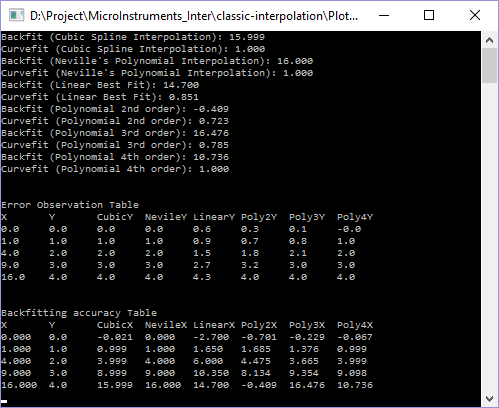 D:\Project\MicroInstruments_Inter\classic-interpolation\Plot...
Backfit (Cubic Spline Interpolation): 15.999
Curvefit (Cubic Spline Interpolation): 1.000
Backfit (Neville's Polynomial Interpolation): 16.000
Curvefit (Neville's Polynomial Interpolation): 1.000
Backfit (Linear Best Fit): 14.700
Curvefit (Linear Best Fit): 0.851
Backfit (Polynomial 2nd order): -0.409
Curvefit (Polynomial 2nd order): 0.723
Backfit (Polynomial 3rd order): 16.476
Curvefit (Polynomial 3rd order): 0.785
Backfit (Polynomial 4th order): 10.736
Curvefit (Polynomial 4th order): 1.000
Error Observation Table
X Y CubicY NevileY LinearY Poly2Y Poly3Y Poly4Y
0.0 0.0 0.0 0.0 0.6 0.3 0.1 -0.0
1.0 1.0 1.0 1.0 0.9 0.7 0.8 1.0
4.0 2.0 2.0 2.0 1.5 1.8 2.1 2.0
9.0 3.0 3.0 3.0 2.7 3.2 3.0 3.0
16.0 4.0 4.0 4.0 4.3 4.0 4.0 4.0
Backfitting accuracy Table
X Y CubicX NevileX LinearX Poly2X Poly3X Poly4X
0.000 0.0 -0.021 0.000 -2.700 -0.701 -0.229 -0.067
1.000 1.0 0.999 1.000 1.650 1.685 1.376 0.999
4.000 2.0 3.999 4.000 6.000 4.475 3.665 3.999
9.000 3.0 8.999 9.000 10.350 8.134 9.354 9.098
16.000 4.0 15.999 16.000 14.700 -0.409 16.476 10.736